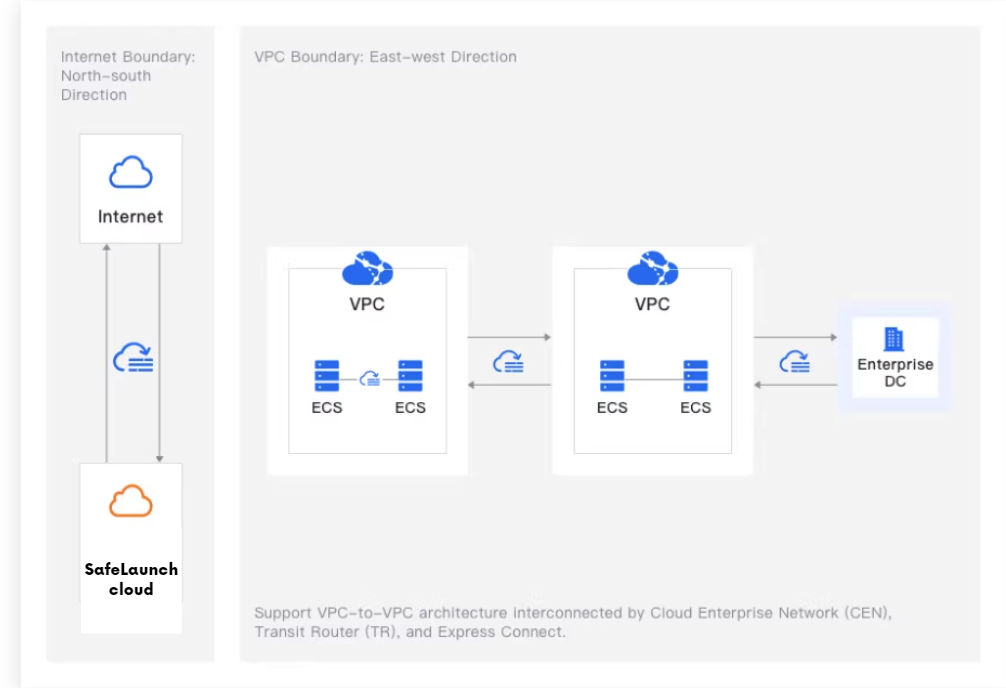 Internet Boundary:
North-south
Direction
Internet
SafeLaunch
cloud
VPC Boundary: East-west Direction
VPC
ECS
ECS
VPC
ECS
ECS
Enterprise
DC
Support VPC-to-VPC architecture interconnected by Cloud Enterprise Network (CEN),
Transit Router (TR), and Express Connect.